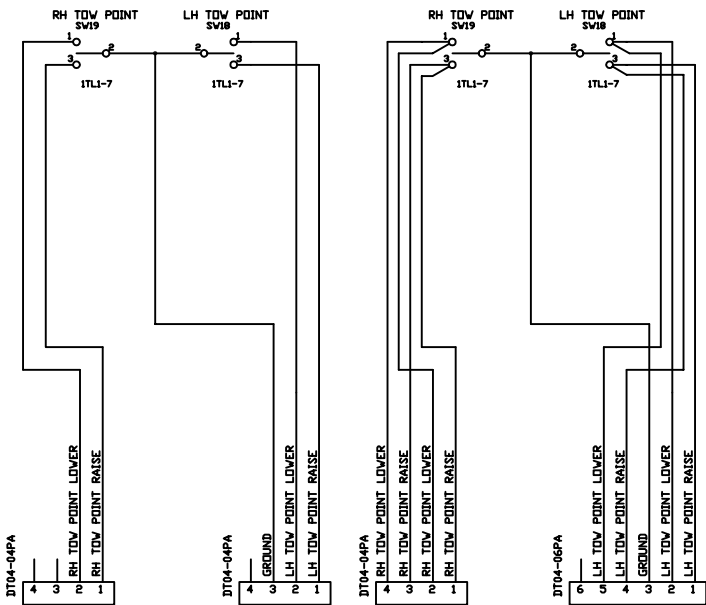 RH TOW POINT
SW19
LH TOW POINT
SW18
1
2
3
1TL1-7
1
2
3
1TL1-7
RH TOW POINT LOWER
RH TOW POINT RAISE
DT04-04PA
4
3
2
1
GROUND
LH TOW POINT LOWER
LH TOW POINT RAISE
DT04-04PA
4
3
2
1
RH TOW POINT
SW19
LH TOW POINT
SW18
1
2
3
1TL1-7
1
2
3
1TL1-7
RH TOW POINT LOWER
RH TOW POINT RAISE
RH TOW POINT LOWER
RH TOW POINT RAISE
DT04-04PA
4
3
2
1
LH TOW POINT LOWER
LH TOW POINT RAISE
GROUND
LH TOW POINT LOWER
LH TOW POINT RAISE
DT04-06PA
6
5
4
3
2
1